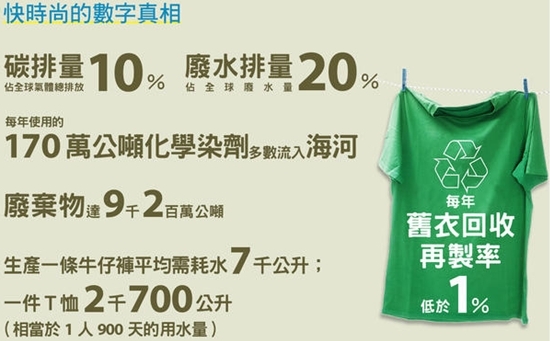 快時尚的數字真相
碳排量10%
佔全球氣體總排放
廢水排量20%
佔全球廢水量
每年使用的
170萬公噸化學染劑多數流入海河
廢棄物達9千2百萬公噸
生產一條牛仔褲平均需耗水7千公升；
一件T恤2千700公升
（相當於1人900天的用水量）
每年
舊衣回收
再製率
低於1%